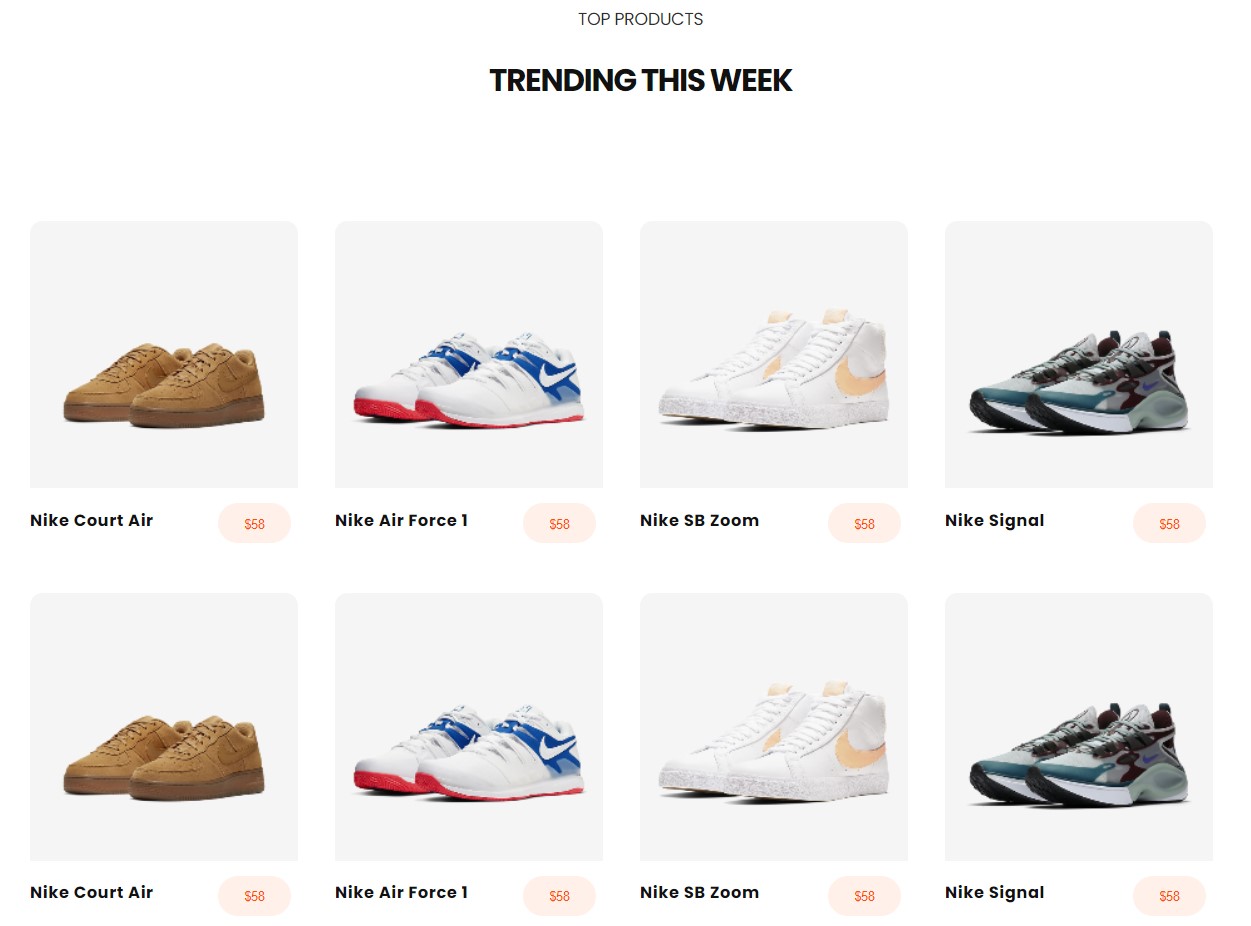 TOP PRODUCTS
TRENDING THIS WEEK
Nike Court Air
$58
Nike Air Force 1
$58
Nike SB Zoom
$58
Nike Signal
$58
Nike Court Air
$58
Nike Air Force 1
$58
Nike SB Zoom
$58
Nike Signal
$58